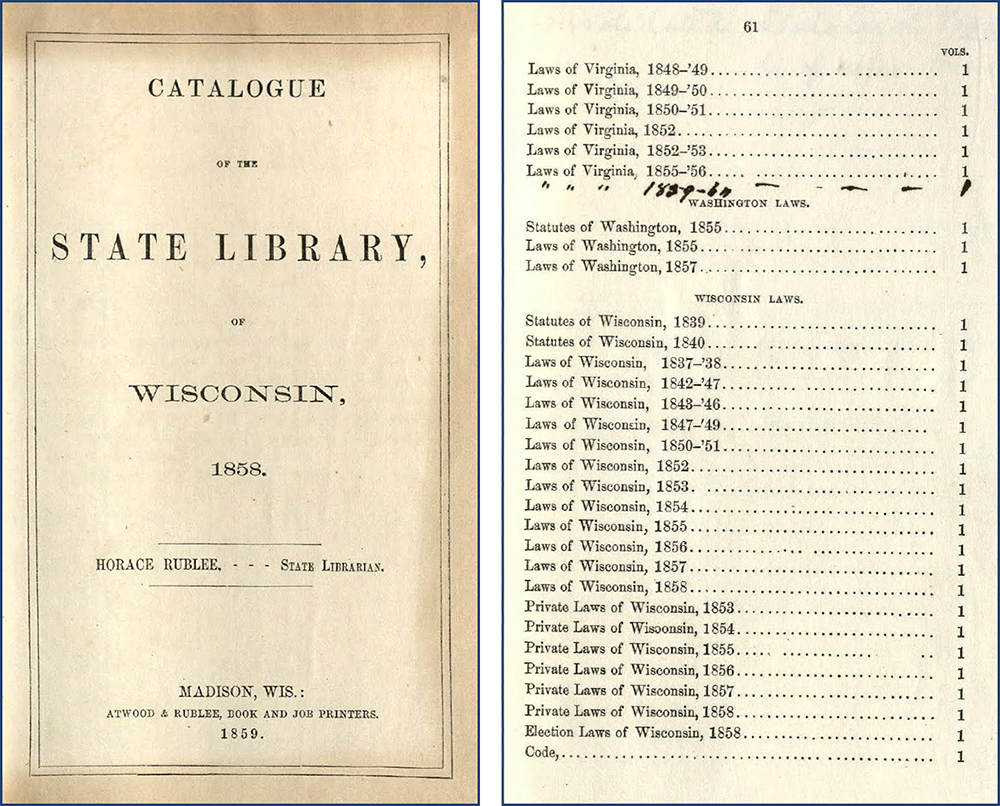 CATALOGUE
OF THE
STATE LIBRARY,
OF
WISCONSIN,
1858.
HORACE RUBLEE, - - - STATE LIBRARIAN.
MADISON, WIS.:
ATWOOD & RUBLEE, BOOK AND JOB PRINTERS.
1859.
61
VOLS.
Laws of Virginia, 1848-'49........................ 1
Laws of Virginia, 1849-'50........................ 1
Laws of Virginia, 1850-'51........................ 1
Laws of Virginia, 1852........................ 1
Laws of Virginia, 1852-'53........................ 1
Laws of Virginia, 1855-'56........................ 1
" " " — - — — 1
WASHINGTON LAWS.
Statutes of Washington, 1855........................ 1
Laws of Washington, 1855........................ 1
Laws of Washington, 1857........................ 1
WISCONSIN LAWS.
Statutes of Wisconsin, 1839........................ 1
Statutes of Wisconsin, 1840........................ 1
Laws of Wisconsin, 1837-'38........................ 1
Laws of Wisconsin, 1842-'47........................ 1
Laws of Wisconsin, 1843-'46........................ 1
Laws of Wisconsin, 1847-'49........................ 1
Laws of Wisconsin, 1850-'51........................ 1
Laws of Wisconsin, 1852........................ 1
Laws of Wisconsin, 1853........................ 1
Laws of Wisconsin, 1854........................ 1
Laws of Wisconsin, 1855........................ 1
Laws of Wisconsin, 1856........................ 1
Laws of Wisconsin, 1857........................ 1
Laws of Wisconsin, 1858........................ 1
Private Laws of Wisconsin, 1853........................ 1
Private Laws of Wisconsin, 1854........................ 1
Private Laws of Wisconsin, 1855........................ 1
Private Laws of Wisconsin, 1856........................ 1
Private Laws of Wisconsin, 1857........................ 1
Private Laws of Wisconsin, 1858........................ 1
Election Laws of Wisconsin, 1858........................ 1
Code,........................ 1